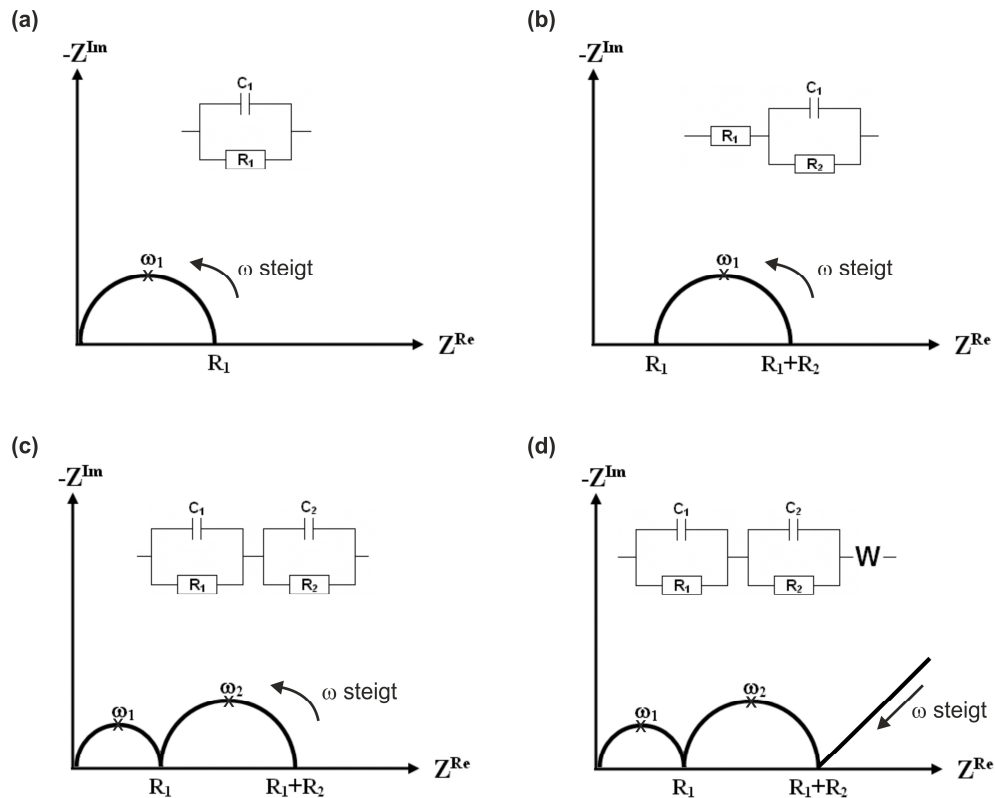 (a)
-Z^Im
C₁
R₁
ω₁
ω steigt
Z^Re
R₁
(b)
-Z^Im
C₁
R₁
R₂
ω₁
ω steigt
Z^Re
R₁ R₁+R₂
(c)
-Z^Im
C₁ C₂
R₁ R₂
ω₁ ω₂
ω steigt
Z^Re
R₁ R₁+R₂
(d)
-Z^Im
C₁ C₂
W
R₁ R₂
ω₁ ω₂
ω steigt
Z^Re
R₁ R₁+R₂